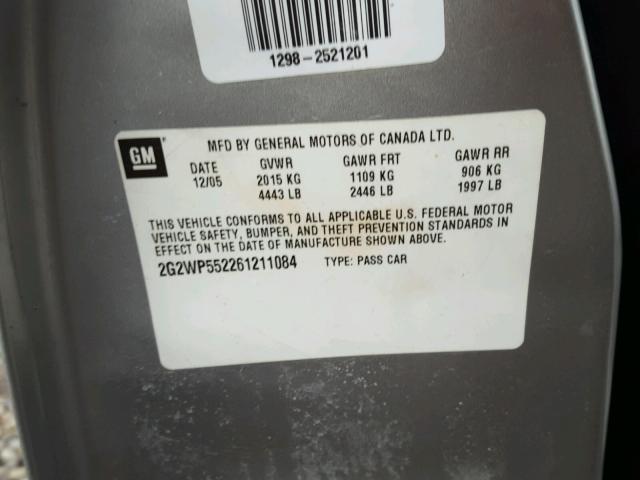 1298-2521201
GM
MFD BY GENERAL MOTORS OF CANADA LTD.
DATE GVWR GAWR FRT GAWR RR
12/05 2015 KG 1109 KG 906 KG
4443 LB 2446 LB 1997 LB
THIS VEHICLE CONFORMS TO ALL APPLICABLE U.S. FEDERAL MOTOR
VEHICLE SAFETY, BUMPER, AND THEFT PREVENTION STANDARDS IN
EFFECT ON THE DATE OF MANUFACTURE SHOWN ABOVE.
2G2WP552261211084 TYPE: PASS CAR